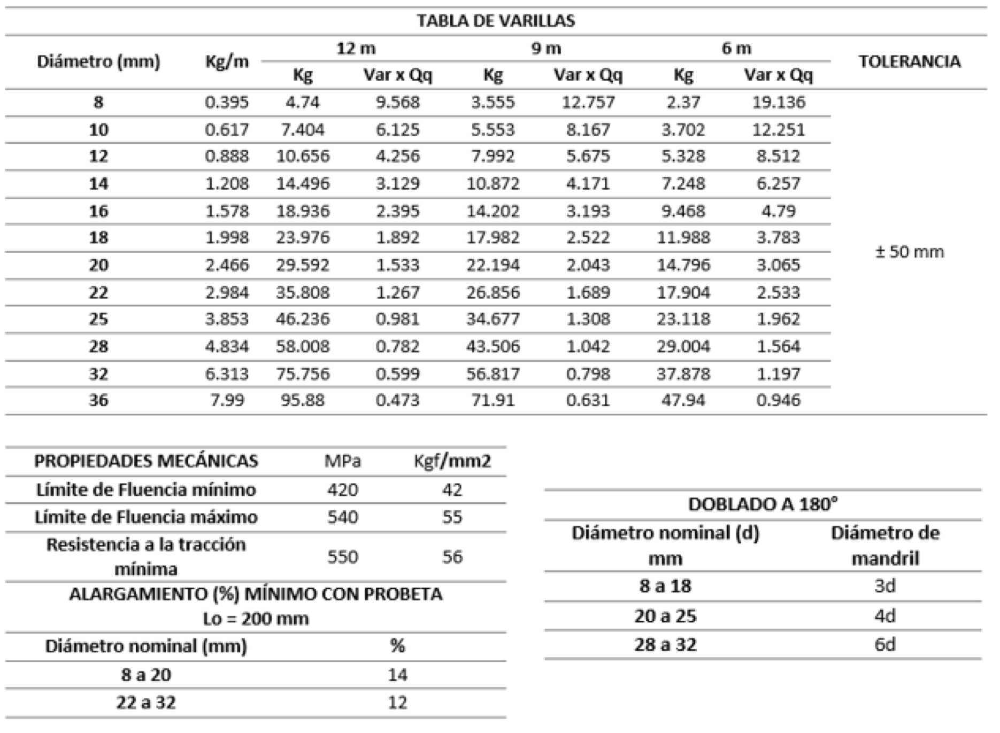 TABLA DE VARILLAS
Diámetro (mm) Kg/m 12 m 9 m 6 m TOLERANCIA
Kg Var x Qq Kg Var x Qq Kg Var x Qq
8 0.395 4.74 9.568 3.555 12.757 2.37 19.136
10 0.617 7.404 6.125 5.553 8.167 3.702 12.251
12 0.888 10.656 4.256 7.992 5.675 5.328 8.512
14 1.208 14.496 3.129 10.872 4.171 7.248 6.257
16 1.578 18.936 2.395 14.202 3.193 9.468 4.79
18 1.998 23.976 1.892 17.982 2.522 11.988 3.783
± 50 mm
20 2.466 29.592 1.533 22.194 2.043 14.796 3.065
22 2.984 35.808 1.267 26.856 1.689 17.904 2.533
25 3.853 46.236 0.981 34.677 1.308 23.118 1.962
28 4.834 58.008 0.782 43.506 1.042 29.004 1.564
32 6.313 75.756 0.599 56.817 0.798 37.878 1.197
36 7.99 95.88 0.473 71.91 0.631 47.94 0.946
PROPIEDADES MECÁNICAS MPa Kgf/mm2
Límite de Fluencia mínimo 420 42
Límite de Fluencia máximo 540 55
Resistencia a la tracción
mínima 550 56
ALARGAMIENTO (%) MÍNIMO CON PROBETA
Lo = 200 mm
Diámetro nominal (mm) %
8 a 20 14
22 a 32 12
DOBLADO A 180°
Diámetro nominal (d) Diámetro de
mm mandril
8 a 18 3d
20 a 25 4d
28 a 32 6d